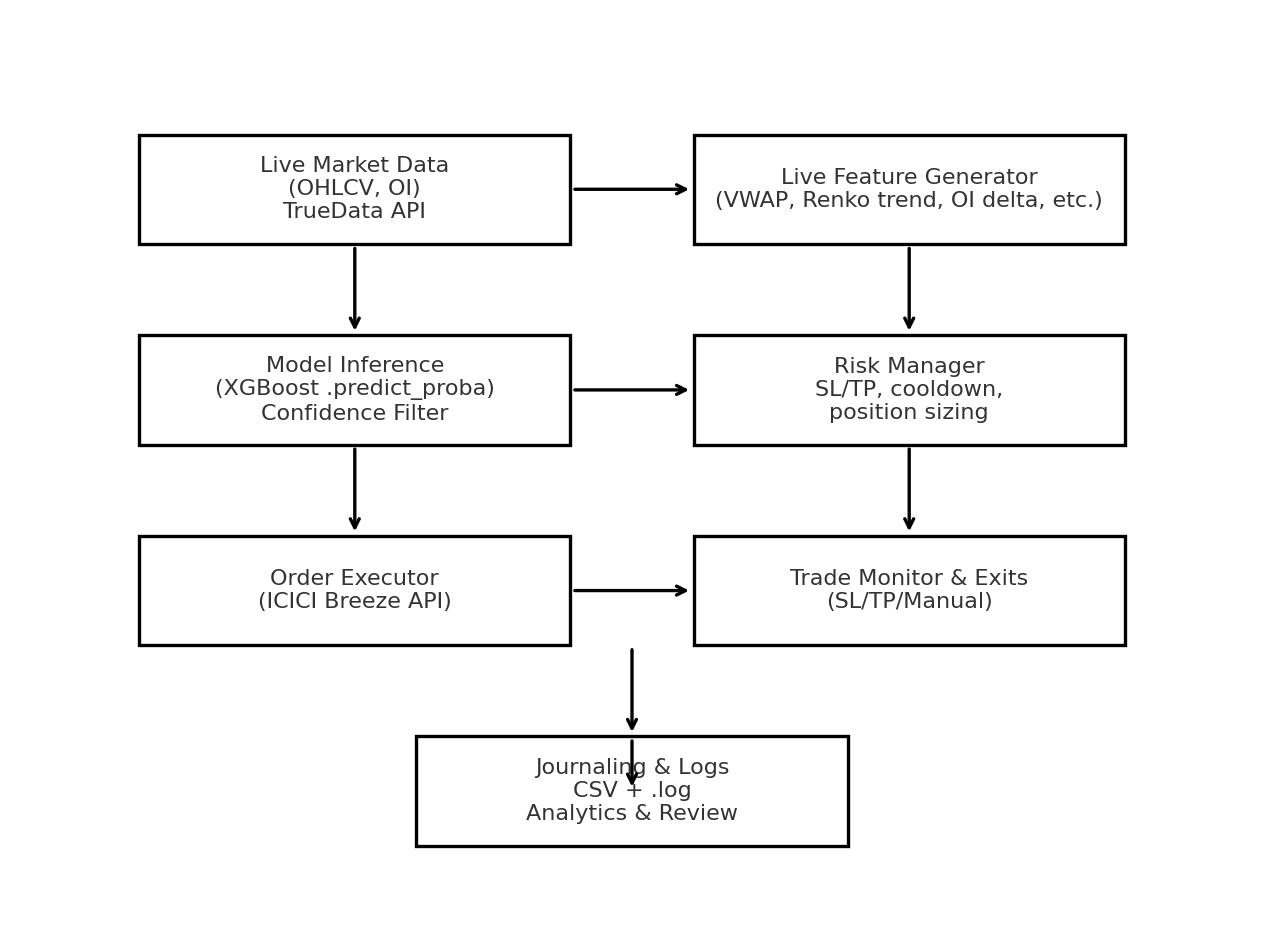 Live Market Data
(OHLCV, OI)
TrueData API
Live Feature Generator
(VWAP, Renko trend, OI delta, etc.)
Model Inference
(XGBoost .predict_proba)
Confidence Filter
Risk Manager
SL/TP, cooldown,
position sizing
Order Executor
(ICICI Breeze API)
Trade Monitor & Exits
(SL/TP/Manual)
Journaling & Logs
CSV + .log
Analytics & Review